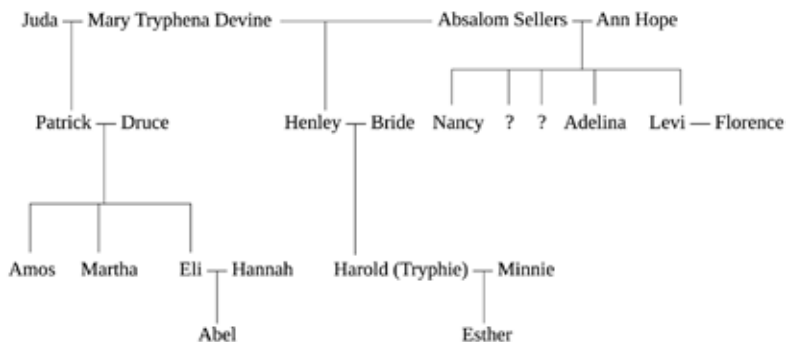 Juda Mary Tryphena Devine Absalom Sellers Ann Hope
Patrick Druce Henley Bride Nancy ? ? Adelina Levi Florence
Amos Martha Eli Hannah Harold (Tryphie) Minnie
Abel Esther